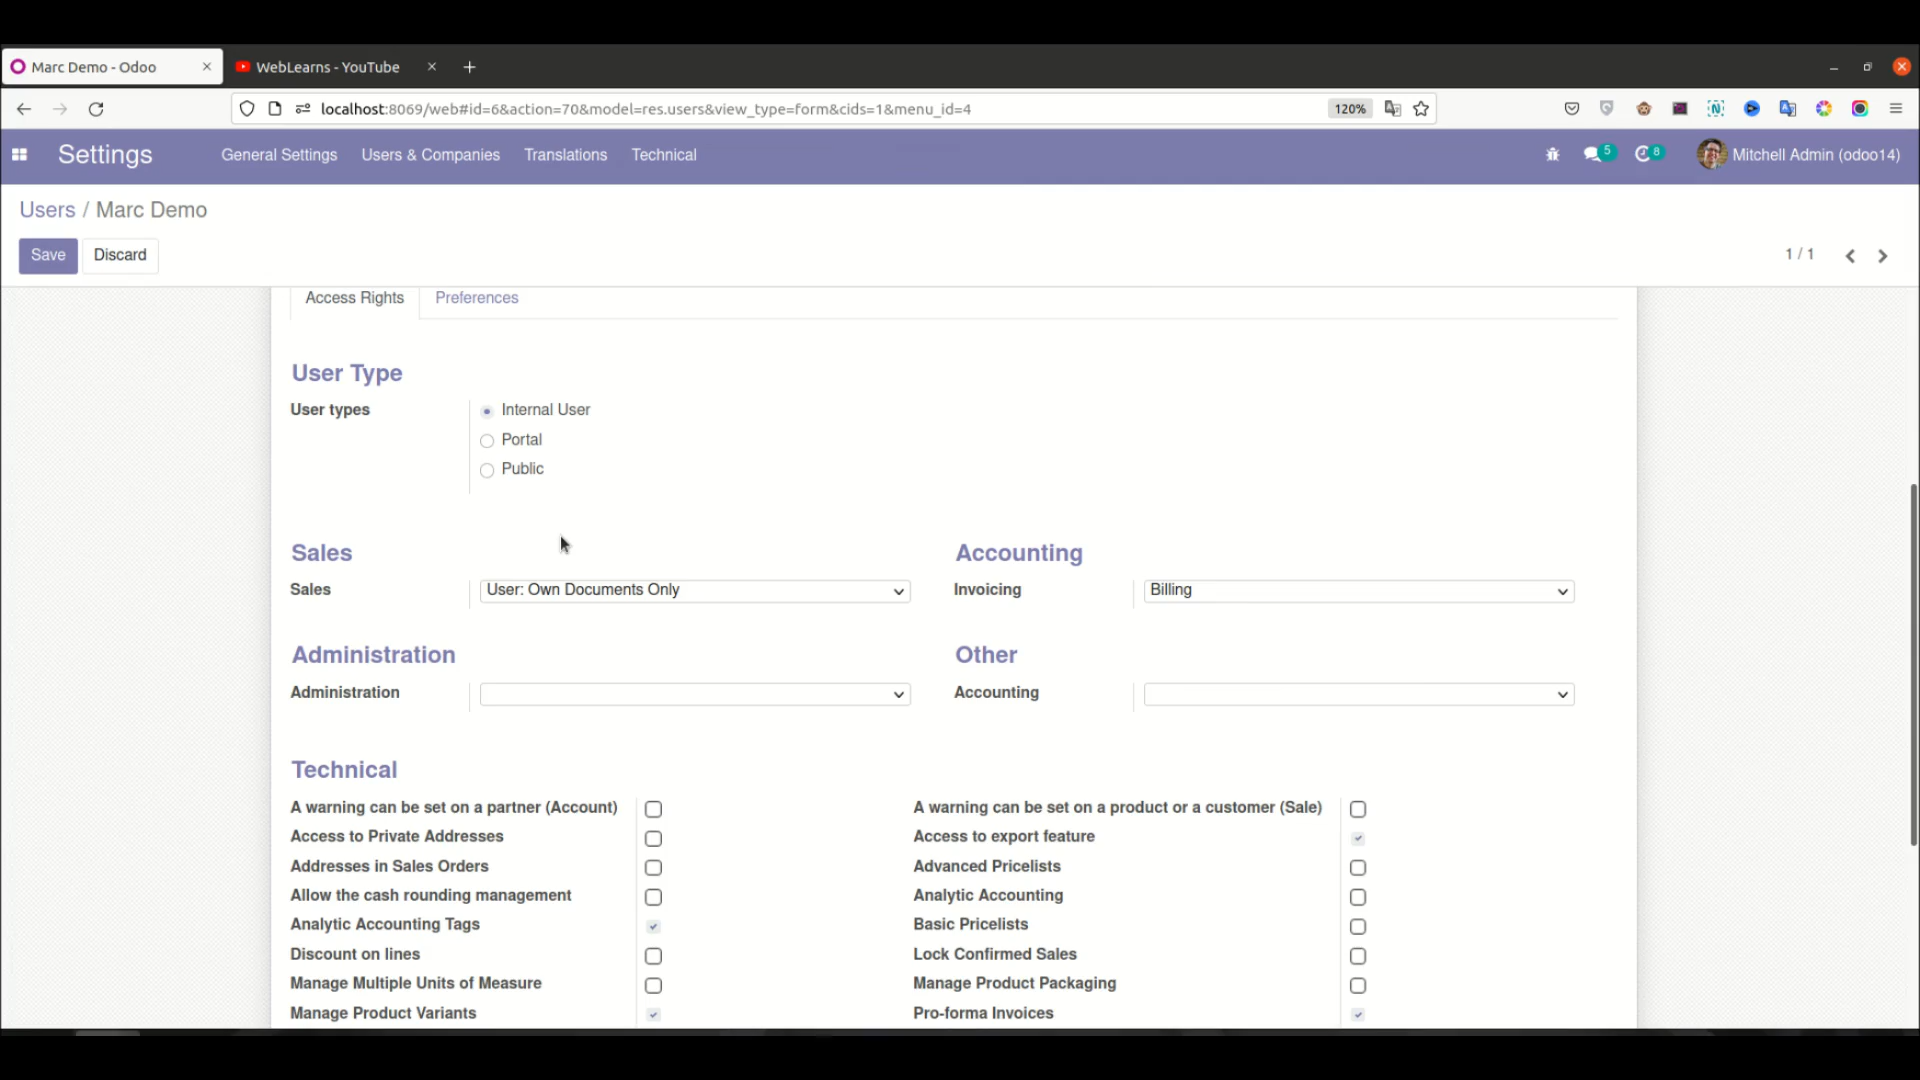 Marc Demo - Odoo
WebLearns - YouTube
localhost:8069/web#id=6&action=70&model=res.users&view_type=form&cids=1&menu_id=4
120%
Settings
General Settings
Users & Companies
Translations
Technical
5
8
Mitchell Admin (odoo14)
Users / Marc Demo
Save
Discard
1 / 1
Access Rights
Preferences
User Type
User types
Internal User
Portal
Public
Sales
Accounting
Sales
User: Own Documents Only
Invoicing
Billing
Administration
Other
Administration
Accounting
Technical
A warning can be set on a partner (Account)
A warning can be set on a product or a customer (Sale)
Access to Private Addresses
Access to export feature
Addresses in Sales Orders
Advanced Pricelists
Allow the cash rounding management
Analytic Accounting
Analytic Accounting Tags
Basic Pricelists
Discount on lines
Lock Confirmed Sales
Manage Multiple Units of Measure
Manage Product Packaging
Manage Product Variants
Pro-forma Invoices